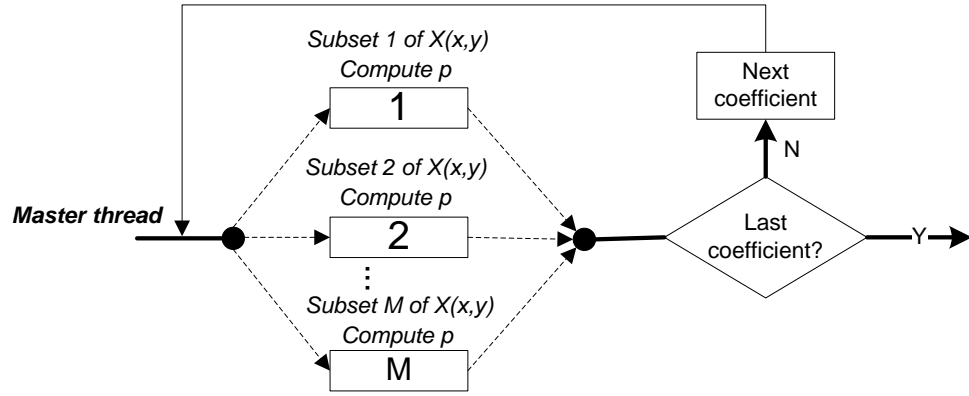 Subset 1 of X(x,y)
Compute p
1
Next
coefficient
N
Subset 2 of X(x,y)
Compute p
Master thread
2
Last
coefficient?
Y
Subset M of X(x,y)
Compute p
M